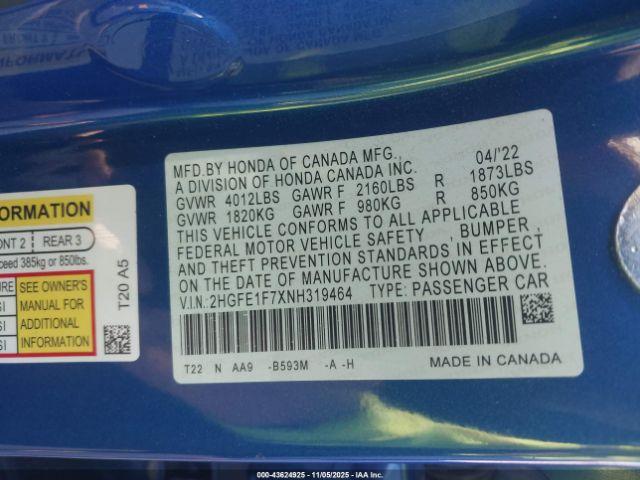 MFD.BY HONDA OF CANADA MFG., 04/'22
A DIVISION OF HONDA CANADA INC.
GVWR 4012LBS GAWR F 2160LBS R 1873LBS
GVWR 1820KG GAWR F 980KG R 850KG
THIS VEHICLE CONFORMS TO ALL APPLICABLE
FEDERAL MOTOR VEHICLE SAFETY , BUMPER ,
AND THEFT PREVENTION STANDARDS IN EFFECT
ON THE DATE OF MANUFACTURE SHOWN ABOVE.
V.I.N: 2HGFE1F7XNH319464 TYPE: PASSENGER CAR
T22 N AA9 -B593M -A -H MADE IN CANADA
FORMATION
ONT 2 REAR 3
ceed 385kg or 850lbs.
SEE OWNER'S
MANUAL FOR
ADDITIONAL
INFORMATION
T20 A5
000-43624925 - 11/05/2025 - IAA Inc.